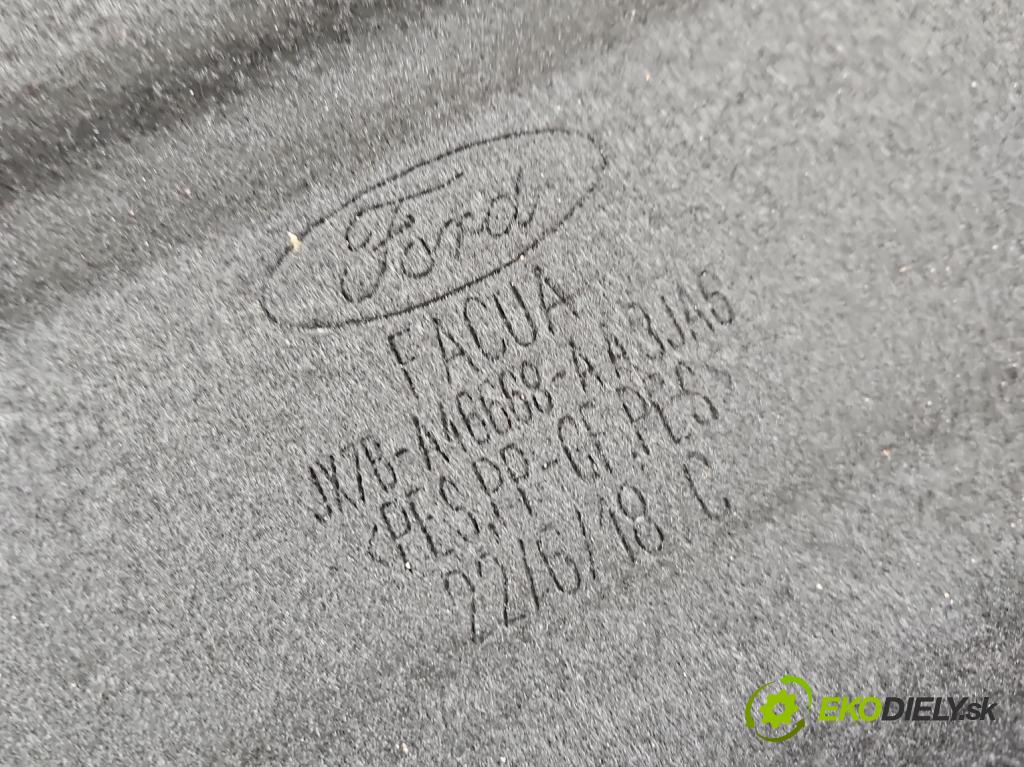 Ford
FACUA
JX7B-A46668-AA3JA6
<PES,PP-GF,PES>
22/6/18 C
EKODIELY.sk